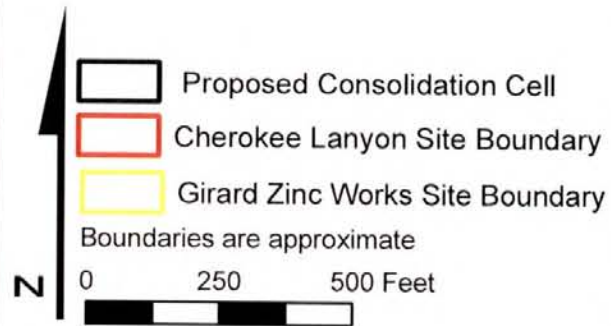 Proposed Consolidation Cell
Cherokee Lanyon Site Boundary
Girard Zinc Works Site Boundary
Boundaries are approximate
N 0 250 500 Feet